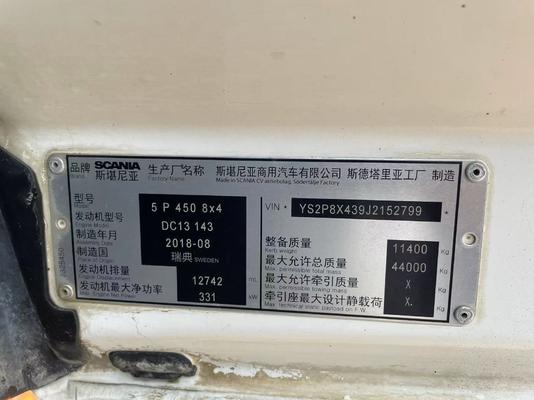 品牌 Brand SCANIA 斯堪尼亚 生产厂名称 Factory Name 斯堪尼亚商用汽车有限公司 斯德塔里亚工厂 制造
Made in SCANIA CV aktiebolag, Södertälje Factory
型号 5 P 450 8x4
发动机型号 DC13 143
制造年月 2018-08
Assembly Date
制造国 瑞典 SWEDEN
Place of Origin
发动机排量 12742 mL
发动机最大净功率 331 kW
Engine Net Power
VIN * YS2P8X439J2152799 *
整备质量 11400 Kg
Kerb weight
最大允许总质量 44000 Kg
Max. permissible total mass
最大允许牵引质量 X Kg
Max. permissible towing mass
牵引座最大设计静载荷 X. Kg
Max. technical static payload on F.W.